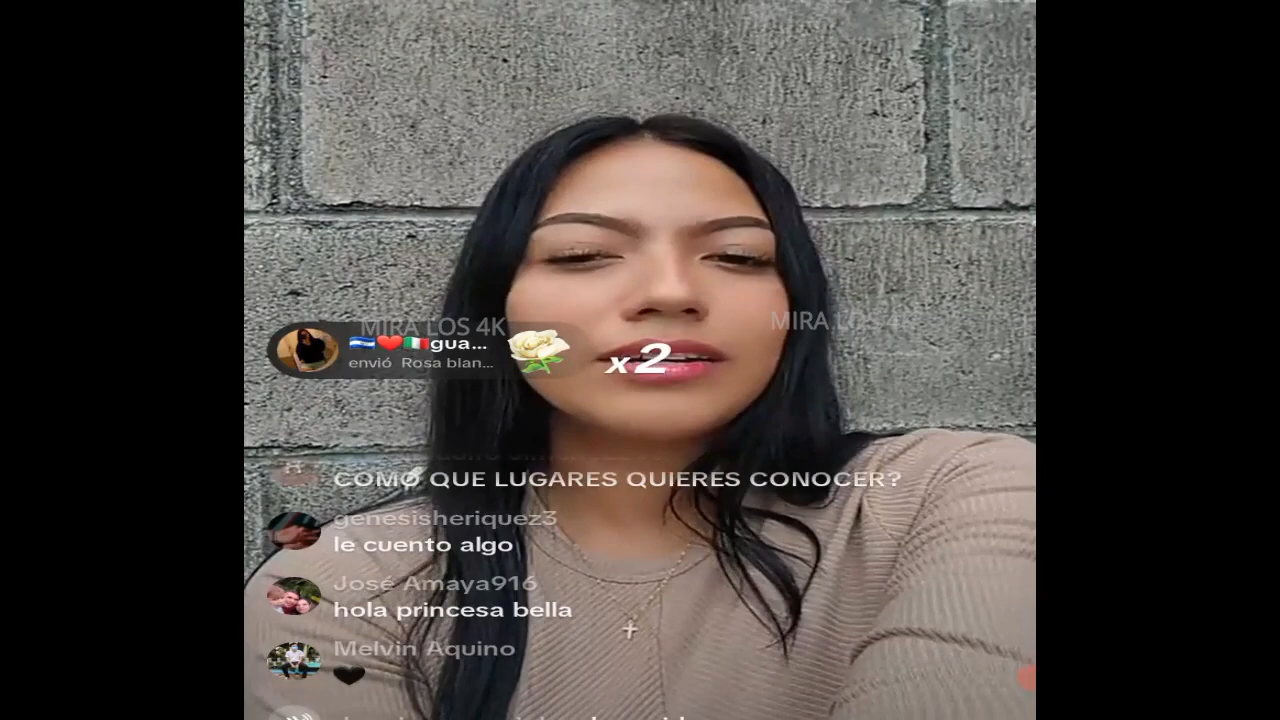 MIRA LOS 4K
MIRA LOS 4
gua...
envió Rosa blan...
x2
COMO QUE LUGARES QUIERES CONOCER?
genesisheriquez3
le cuento algo
José Amaya916
hola princesa bella
Melvin Aquino